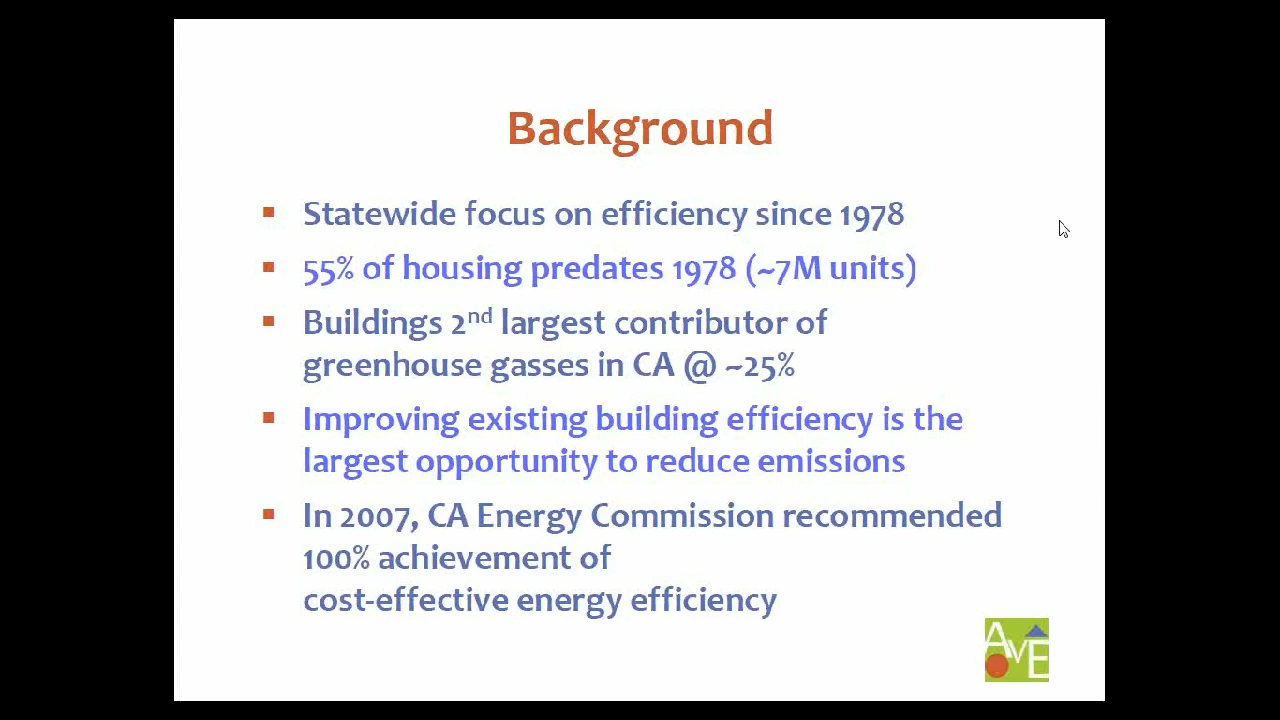 Background
Statewide focus on efficiency since 1978
55% of housing predates 1978 (~7M units)
Buildings 2nd largest contributor of
greenhouse gasses in CA @ ~25%
Improving existing building efficiency is the
largest opportunity to reduce emissions
In 2007, CA Energy Commission recommended
100% achievement of
cost-effective energy efficiency
AVE